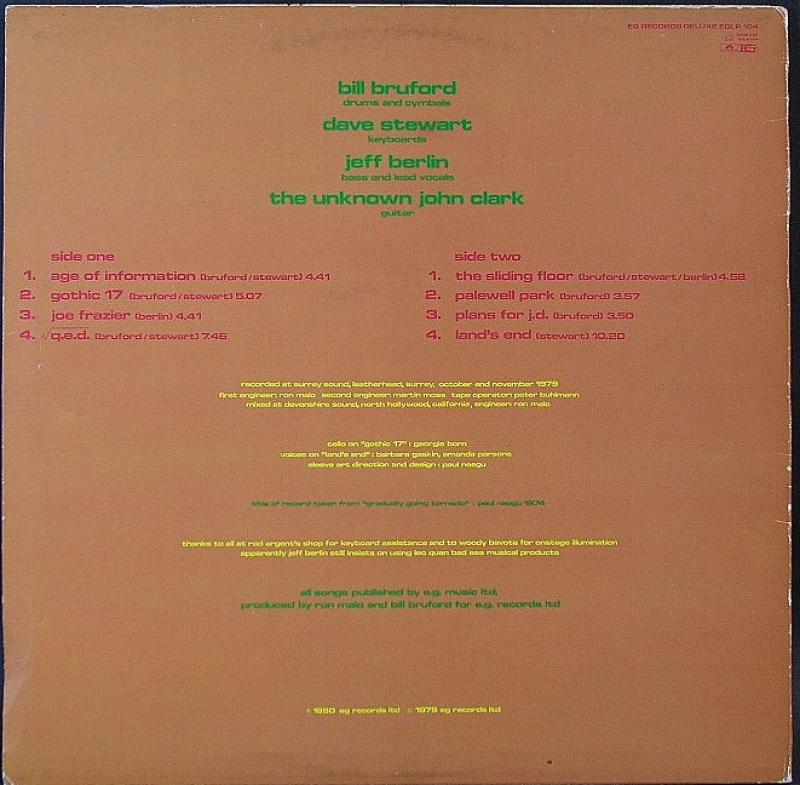 EG RECORDS DELUXE EGLP 104
EG
bill bruford
drums and cymbals
dave stewart
keyboards
jeff berlin
bass and lead vocals
the unknown john clark
guitar
side one
1. age of information (bruford/stewart) 4.41
2. gothic 17 (bruford/stewart) 5.07
3. joe frazier (berlin) 4.41
4. √q.e.d. (bruford/stewart) 7.46
side two
1. the sliding floor (bruford/stewart/berlin) 4.58
2. palewell park (bruford) 3.57
3. plans for j.d. (bruford) 3.50
4. land's end (stewart) 10.20
recorded at surrey sound, leatherhead, surrey, october and november 1979
first engineer: ron malo second engineer: martin moss tape operator: peter buhlmann
mixed at devonshire sound, north hollywood, california, engineer: ron malo
cello on "gothic 17" : georgia born
voices on "land's end" : barbara gaskin, amanda parsons
sleeve art direction and design : paul neagu
title of record taken from "gradually going tornado" : paul neagu 1974
thanks to all at rod argent's shop for keyboard assistance and to woody bavota for onstage illumination
apparently jeff berlin still insists on using leo quan bad ass musical products
all songs published by e.g. music ltd.
produced by ron malo and bill bruford for e.g. records ltd
© 1980 eg records ltd ℗ 1979 eg records ltd